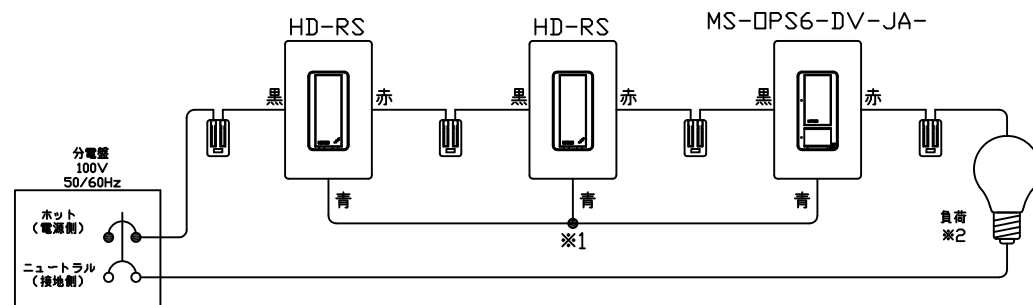 HD-RS
HD-RS
MS-OPS6-DV-JA-
黒
赤
黒
赤
黒
赤
分電盤
100V
50/60Hz
青
青
青
ホット
(電源側)
※1
負荷
※2
ニュートラル
(接地側)